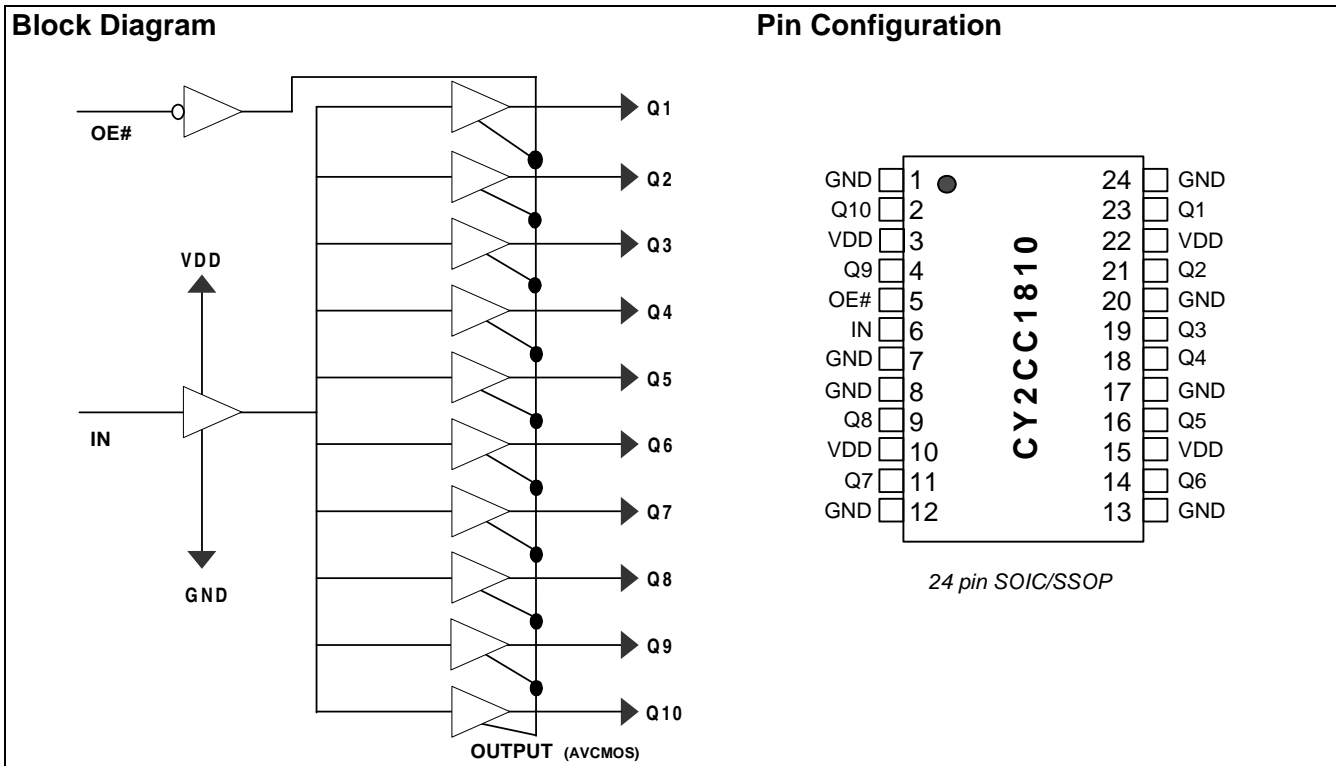 Block Diagram
OE#
VDD
IN
GND
Q1
Q2
Q3
Q4
Q5
Q6
Q7
Q8
Q9
Q10
OUTPUT (AVCMOS)
Pin Configuration
GND 1 24 GND
Q10 2 23 Q1
VDD 3 22 VDD
Q9 4 21 Q2
OE# 5 20 GND
IN 6 19 Q3
GND 7 18 Q4
GND 8 17 GND
Q8 9 16 Q5
VDD 10 15 VDD
Q7 11 14 Q6
GND 12 13 GND
CY2CC1810
24 pin SOIC/SSOP